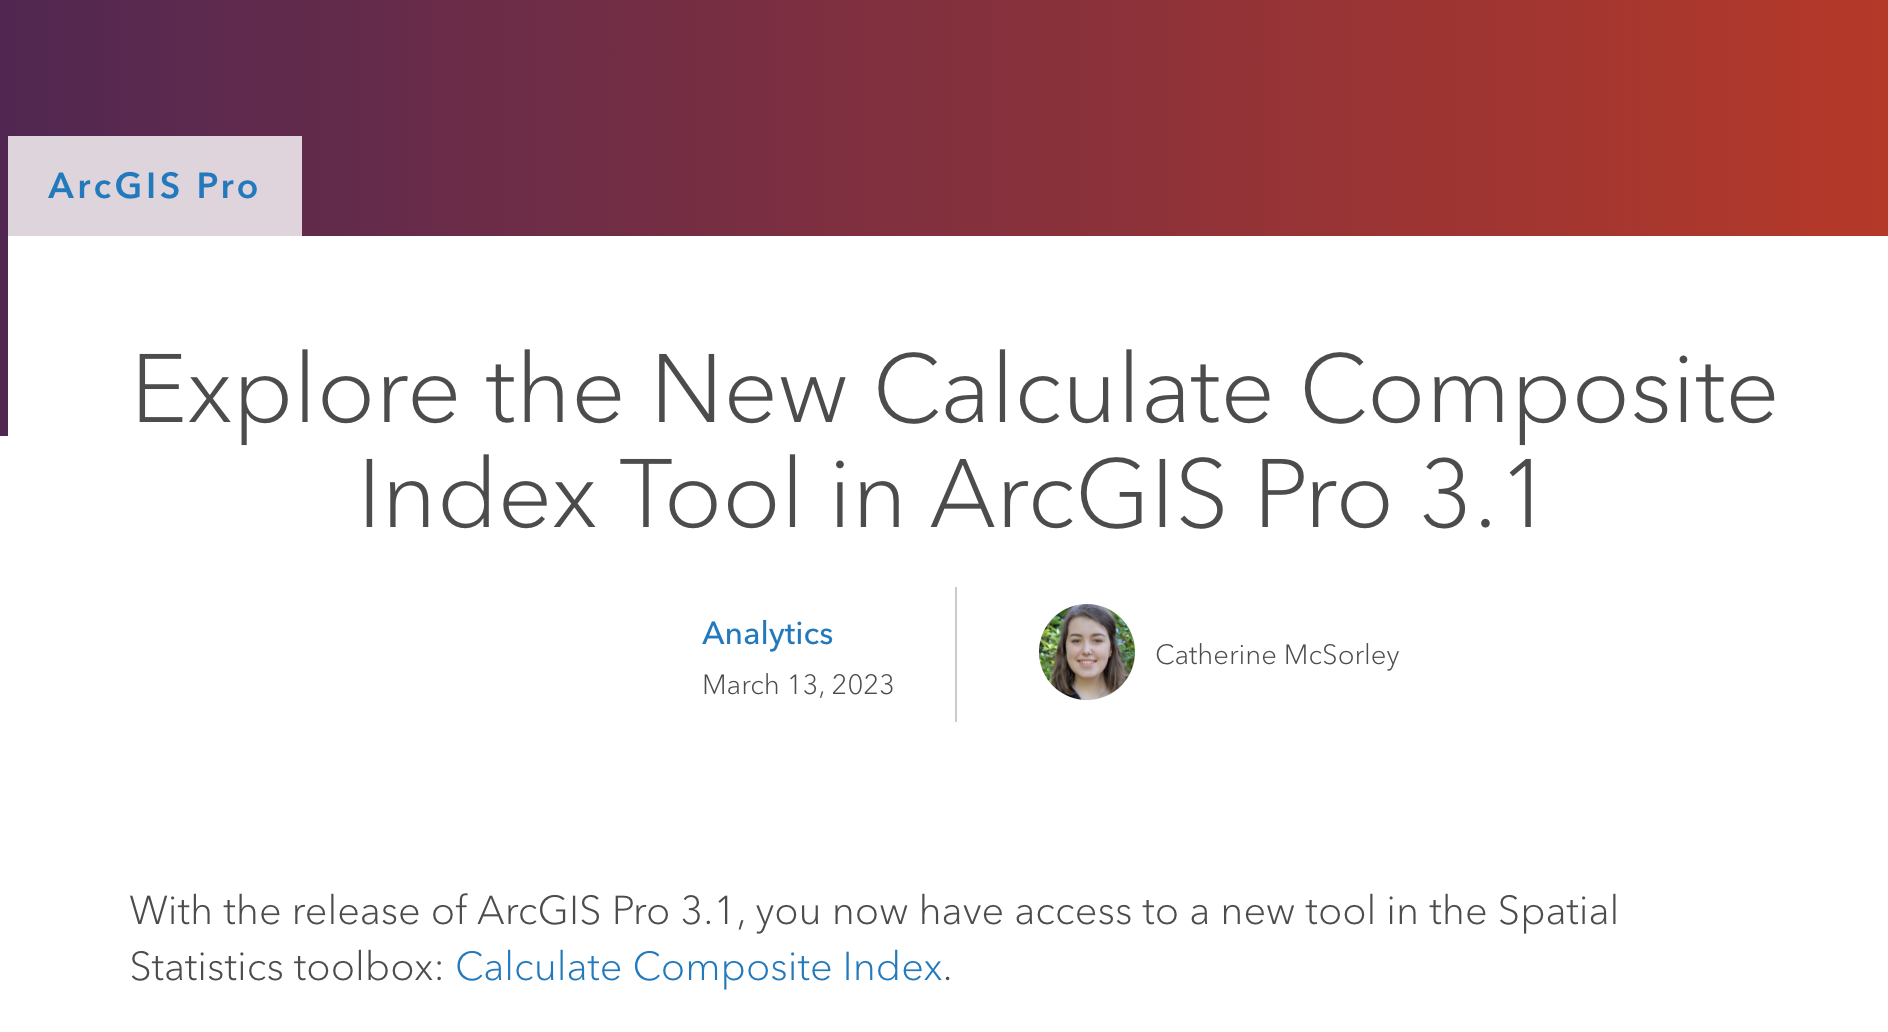 ArcGIS Pro
Explore the New Calculate Composite
Index Tool in ArcGIS Pro 3.1
Analytics
March 13, 2023
Catherine McSorley
With the release of ArcGIS Pro 3.1, you now have access to a new tool in the Spatial
Statistics toolbox: Calculate Composite Index.